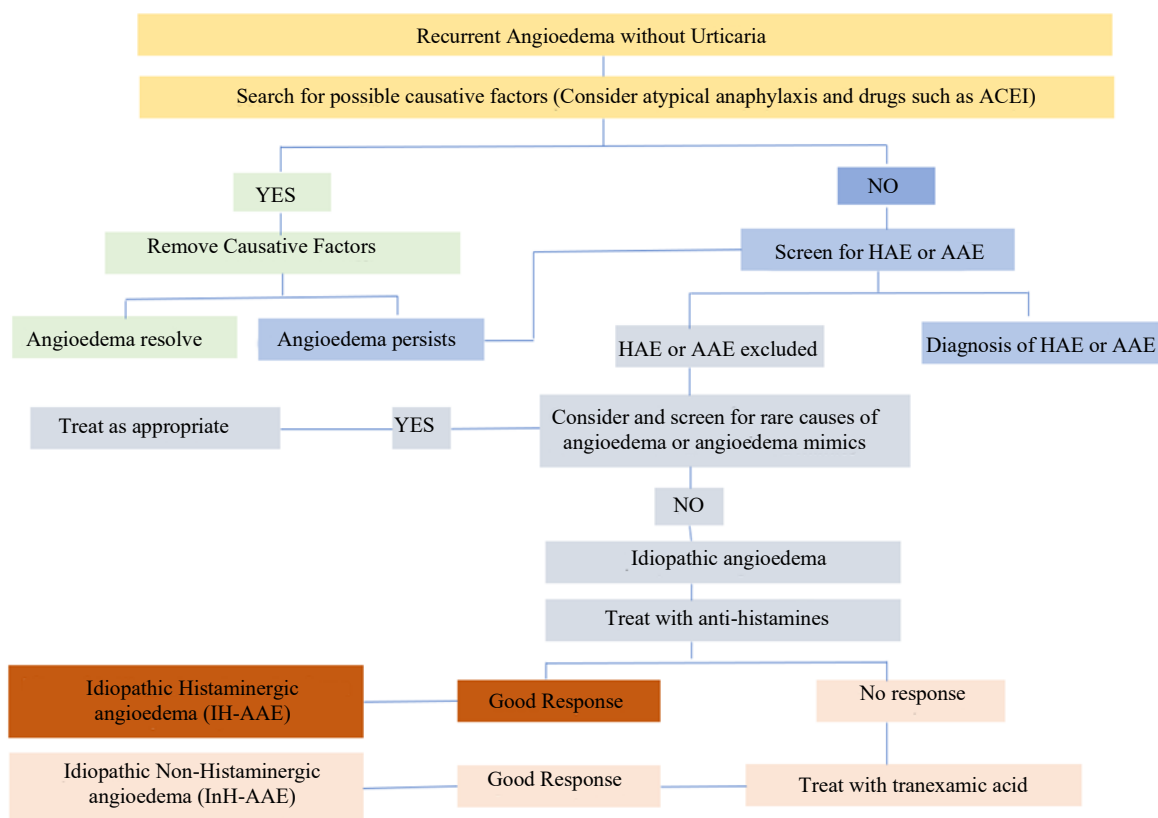 Recurrent Angioedema without Urticaria
Search for possible causative factors (Consider atypical anaphylaxis and drugs such as ACEI)
YES
NO
Remove Causative Factors
Screen for HAE or AAE
Angioedema resolve
Angioedema persists
HAE or AAE excluded
Diagnosis of HAE or AAE
Treat as appropriate
YES
Consider and screen for rare causes of
angioedema or angioedema mimics
NO
Idiopathic angioedema
Treat with anti-histamines
Idiopathic Histaminergic
angioedema (IH-AAE)
Good Response
No response
Idiopathic Non-Histaminergic
angioedema (InH-AAE)
Good Response
Treat with tranexamic acid